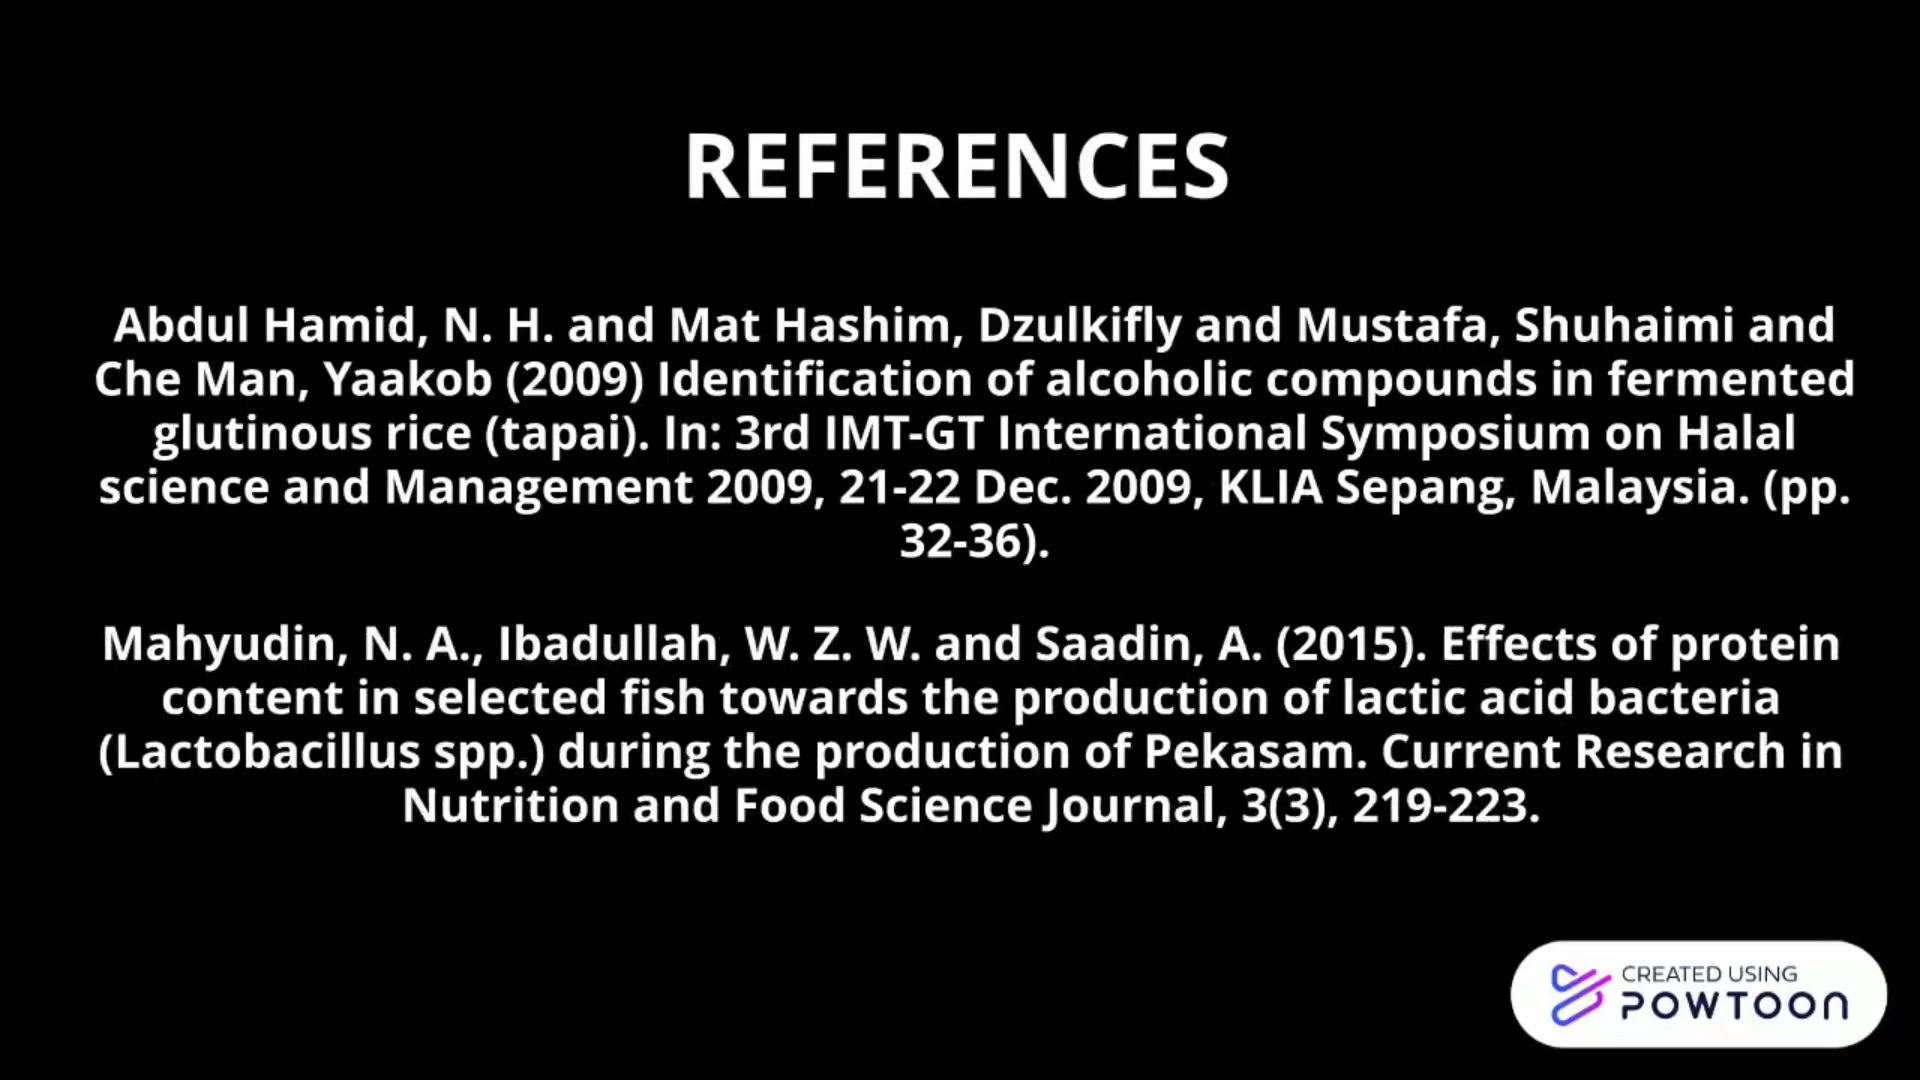 REFERENCES
Abdul Hamid, N. H. and Mat Hashim, Dzulkifly and Mustafa, Shuhaimi and
Che Man, Yaakob (2009) Identification of alcoholic compounds in fermented
glutinous rice (tapai). In: 3rd IMT-GT International Symposium on Halal
science and Management 2009, 21-22 Dec. 2009, KLIA Sepang, Malaysia. (pp.
32-36).
Mahyudin, N. A., Ibadullah, W. Z. W. and Saadin, A. (2015). Effects of protein
content in selected fish towards the production of lactic acid bacteria
(Lactobacillus spp.) during the production of Pekasam. Current Research in
Nutrition and Food Science Journal, 3(3), 219-223.
CREATED USING
POWTOON